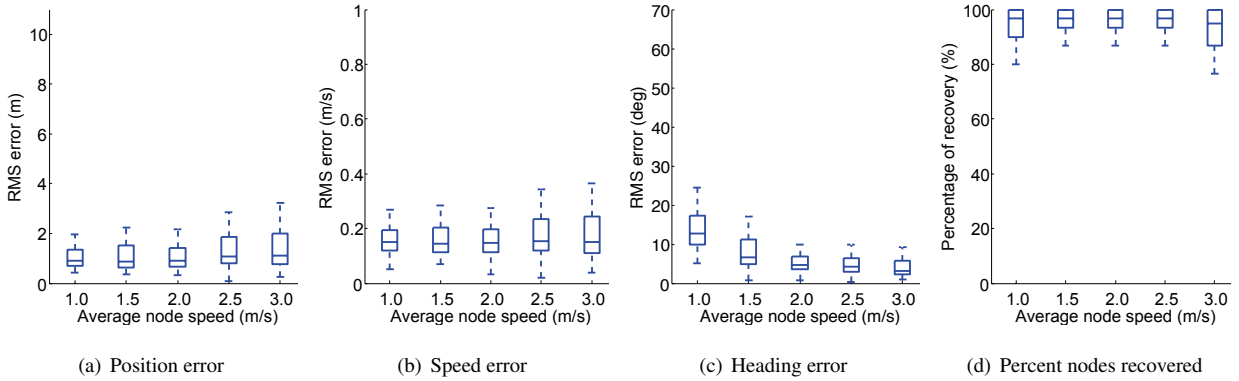 10
8
6
4
2
0
RMS error (m)
1.0 1.5 2.0 2.5 3.0
Average node speed (m/s)
(a) Position error
1
0.8
0.6
0.4
0.2
0
RMS error (m/s)
1.0 1.5 2.0 2.5 3.0
Average node speed (m/s)
(b) Speed error
70
60
50
40
30
20
10
0
RMS error (deg)
1.0 1.5 2.0 2.5 3.0
Average node speed (m/s)
(c) Heading error
100
80
60
40
20
0
Percentage of recovery (%)
1.0 1.5 2.0 2.5 3.0
Average node speed (m/s)
(d) Percent nodes recovered